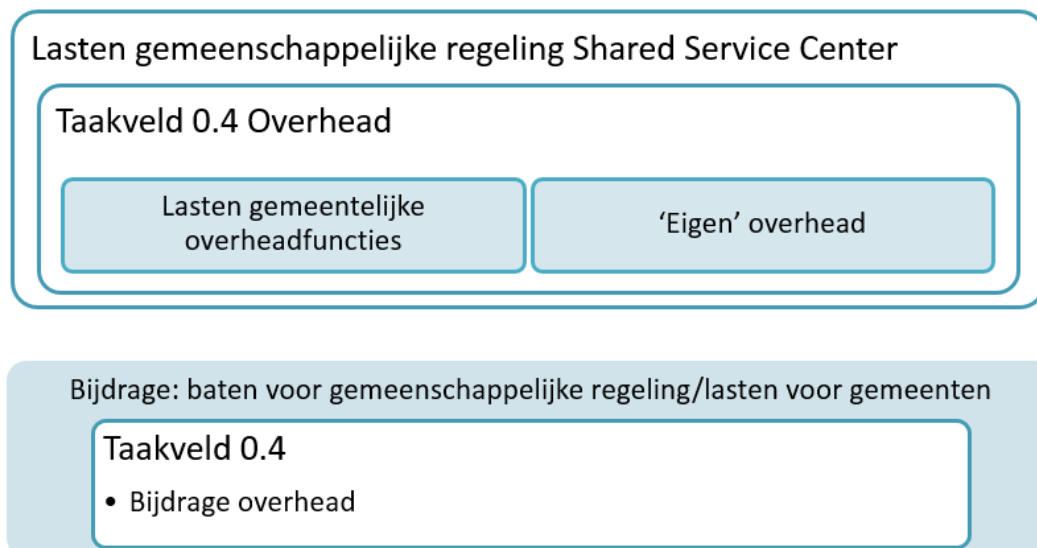 Lasten gemeenschappelijke regeling Shared Service Center
Taakveld 0.4 Overhead
Lasten gemeentelijke
overheadfuncties
‘Eigen’ overhead
Bijdrage: baten voor gemeenschappelijke regeling/lasten voor gemeenten
Taakveld 0.4
• Bijdrage overhead